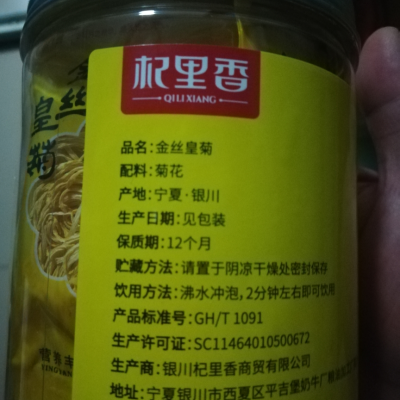 杞里香
QI LI XIANG
金丝皇菊
品名:金丝皇菊
配料:菊花
产地:宁夏·银川
生产日期:见包装
保质期:12个月
贮藏方法:请置于阴凉干燥处密封保存
饮用方法:沸水冲泡,2分钟左右即可饮用
产品标准号:GH/T 1091
生产许可证:SC11464010500672
生产商:银川杞里香商贸有限公司
地址:宁夏银川市西夏区平吉堡奶牛厂